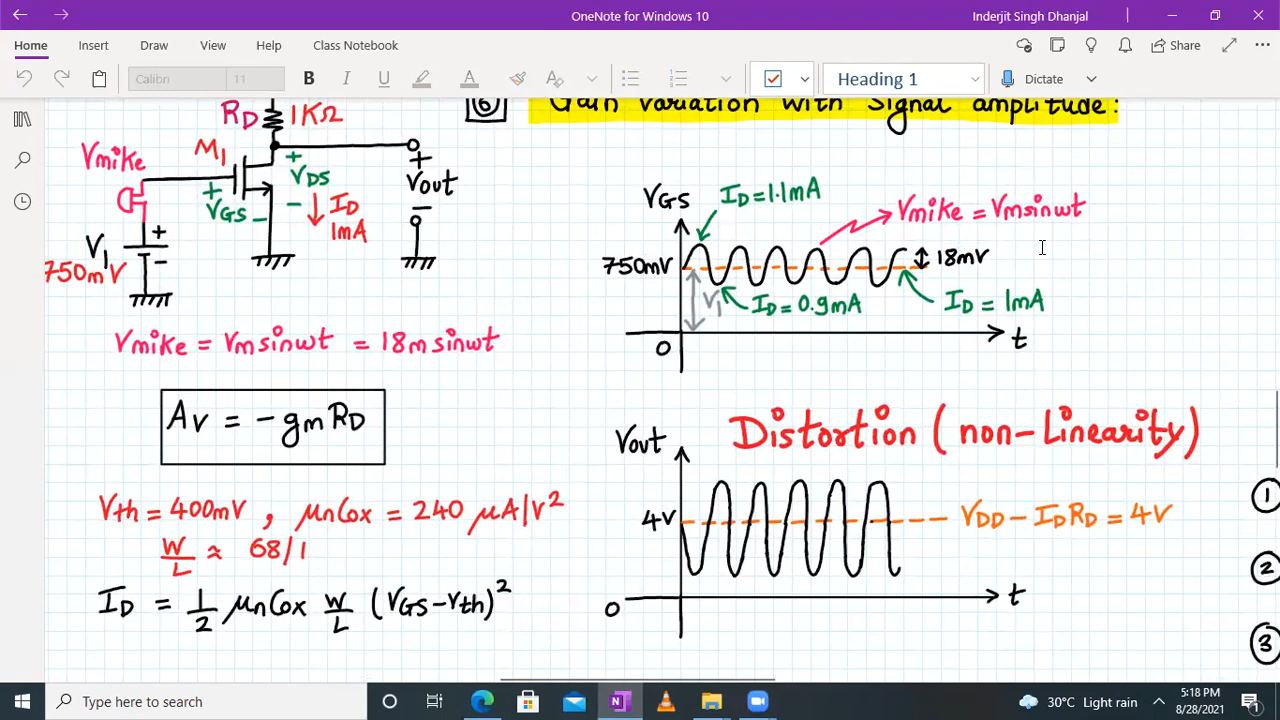 OneNote for Windows 10
Inderjit Singh Dhanjal
Home Insert Draw View Help Class Notebook
Share
Calibri 11 B I U A
Heading 1
Dictate
RD 1KΩ
Vmike
M1
+
VDS
−
+
VGS −
ID
1mA
+
Vout
−
V1
+
−
750mV
Vmike = Vmsinwt = 18msinwt
Av = − gmRD
Vth = 400mV , μnCox = 240 μA/V²
W/L ≈ 68/1
ID = 1/2 μnCox W/L (VGS−Vth)²
6 Gain variation with signal amplitude:
VGS
ID=1.1mA
Vmike = Vmsinwt
750mV
18mV
V1
ID=0.9mA
ID = 1mA
0
t
Distortion (non-Linearity)
Vout
4V
VDD − IDRD = 4V
0
t
1
2
3
Type here to search
N
30°C Light rain
5:18 PM
8/28/2021
1